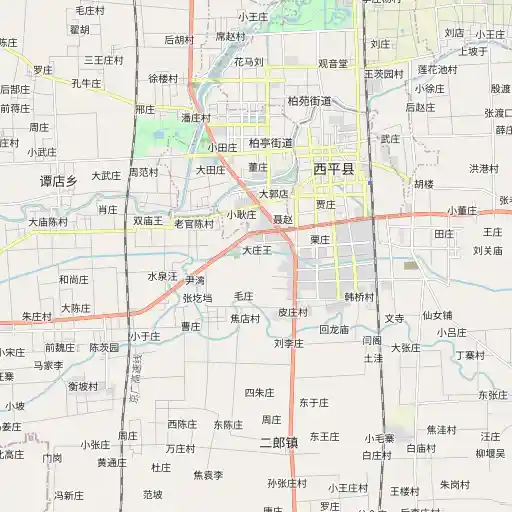 毛庄村
翟胡
后胡村
席赵村
小王庄
刘店
小王庄
上坡于
陈庄
三王庄村
花马刘
观音堂
刘庄
罗庄
孔牛庄
徐楼村
王茨园村
莲花池村
小徐庄
殷渡
后郜庄
前蒋庄
邢庄
潘庄村
柏苑街道
后赵庄
张渡口
周庄
小武庄
小田庄
柏亭街道
武庄
大武庄
周范村
大田庄
董庄
西平县
洪港村
谭店乡
胡楼
大郭店
贾庄
肖庄
小耿庄
聂赵
小董庄
大庙陈村
双庙王
老官陈村
栗庄
田庄
王庄
大庄王
刘关庙
和尚庄
水泉汪
尹湾
张圪垱
毛庄
韩桥村
大陈庄
朱庄村
皮庄村
焦店村
文寺
仙女铺
小于庄
曹庄
回龙庙
小吕庄
刘李庄
闫阁
小宋庄
前魏庄
陈茨园
大张庄
丁寨村
马家李
土洼
衡坡村
京广高速线
四朱庄
东张庄
小坡
东于庄
西陈庄
东陈庄
周庄
焦洼村
周庄
二郎镇
东王庄
小毛寨
汪庄
小张庄
万庄村
白庄村
白庙村
柳堰吴
北高庄
门岗
黄通庄
杜庄
焦袁李
孙张庄村
朱岗村
冯新庄
范坡
王楼村
唐庄